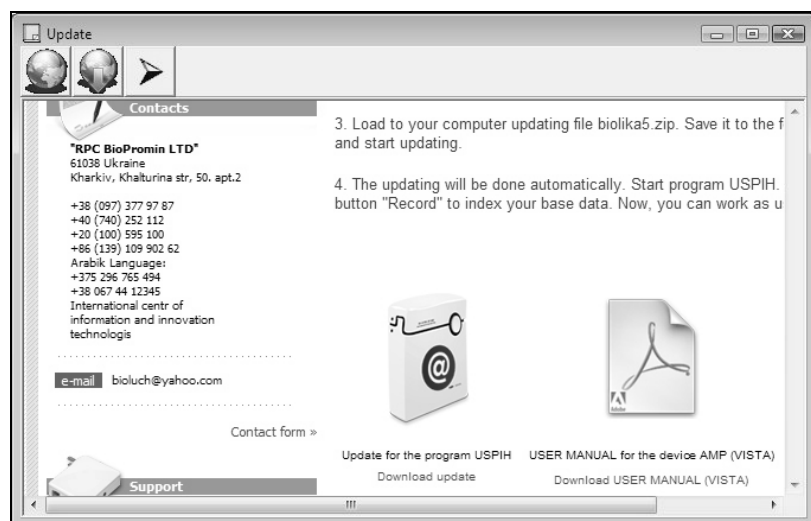 Update
Contacts
"RPC BioPromin LTD"
61038 Ukraine
Kharkiv, Khalturina str, 50. apt.2
+38 (097) 377 97 87
+40 (740) 252 112
+20 (100) 595 100
+86 (139) 109 902 62
Arabik Language:
+375 296 765 494
+38 067 44 12345
International centr of
information and innovation
technologis
e-mail bioluch@yahoo.com
Contact form »
Support
3. Load to your computer updating file biolika5.zip. Save it to the f
and start updating.
4. The updating will be done automatically. Start program USPIH.
button "Record" to index your base data. Now, you can work as u
@
Adobe
Update for the program USPIH
Download update
USER MANUAL for the device AMP (VISTA)
Download USER MANUAL (VISTA)